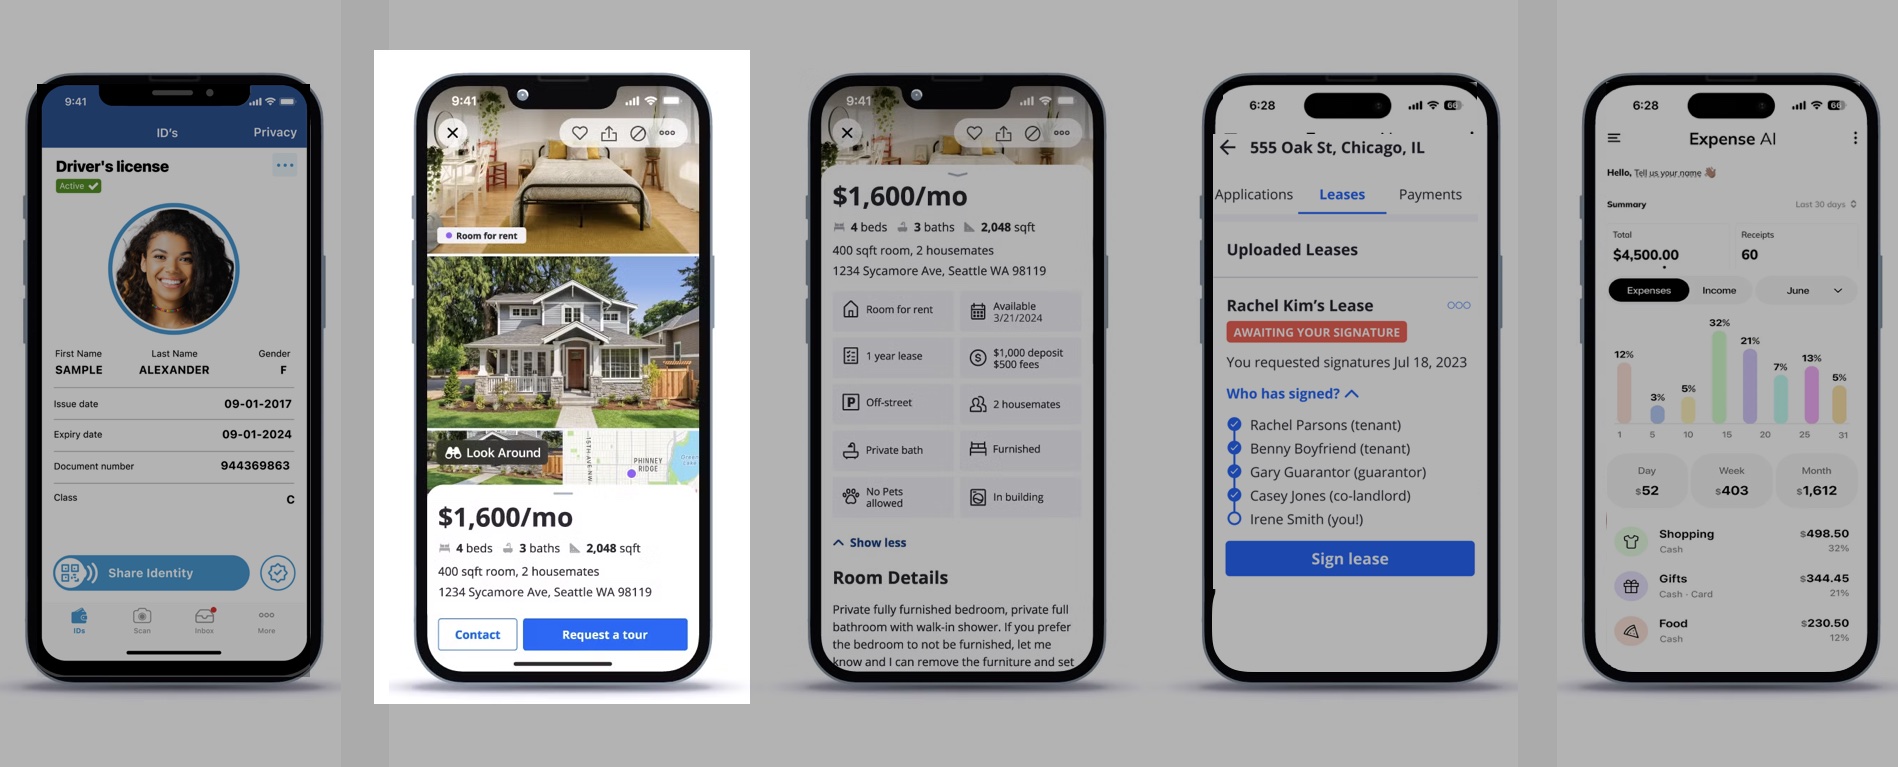 9:41
ID's
Privacy
Driver's license
Active
First Name Last Name Gender
SAMPLE ALEXANDER F
Issue date 09-01-2017
Expiry date 09-01-2024
Document number 944369863
Class C
Share Identity
IDs Scan Inbox More
9:41
Room for rent
15TH AVE NW
PHINNEY
RIDGE
Look Around
$1,600/mo
4 beds 3 baths 2,048 sqft
400 sqft room, 2 housemates
1234 Sycamore Ave, Seattle WA 98119
Contact Request a tour
9:41
$1,600/mo
4 beds 3 baths 2,048 sqft
400 sqft room, 2 housemates
1234 Sycamore Ave, Seattle WA 98119
Room for rent
Available
3/21/2024
1 year lease
$1,000 deposit
$500 fees
P Off-street
2 housemates
Private bath
Furnished
No Pets
allowed
In building
Show less
Room Details
Private fully furnished bedroom, private full
bathroom with walk-in shower. If you prefer
the bedroom to not be furnished, let me
know and I can remove the furniture and set
6:28 66
555 Oak St, Chicago, IL
Applications Leases Payments
Uploaded Leases
Rachel Kim's Lease
AWAITING YOUR SIGNATURE
You requested signatures Jul 18, 2023
Who has signed?
Rachel Parsons (tenant)
Benny Boyfriend (tenant)
Gary Guarantor (guarantor)
Casey Jones (co-landlord)
Irene Smith (you!)
Sign lease
6:28 66
Expense AI
Hello, Tell us your name
Summary Last 30 days
Total Receipts
$4,500.00 60
Expenses Income June
12% 3% 5% 32% 21% 7% 13% 5%
1 5 10 15 20 25 31
Day Week Month
$52 $403 $1,612
Shopping $498.50
Cash 32%
Gifts $344.45
Cash · Card 21%
Food $230.50
Cash 12%